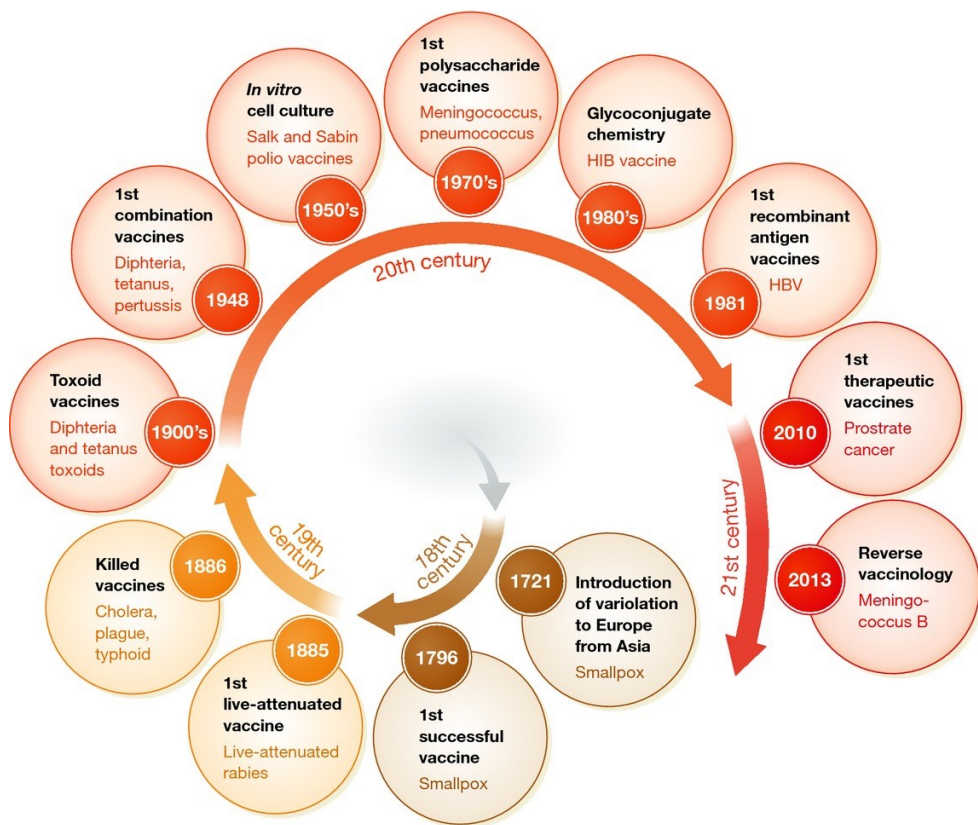 1721
Introduction
of variolation
to Europe
from Asia
Smallpox
18th
century
1796
1st
successful
vaccine
Smallpox
1885
1st
live-attenuated
vaccine
Live-attenuated
rabies
19th
century
1886
Killed
vaccines
Cholera,
plague,
typhoid
Toxoid
vaccines
Diphteria
and tetanus
toxoids
1900's
20th century
1st
combination
vaccines
Diphteria,
tetanus,
pertussis
1948
In vitro
cell culture
Salk and Sabin
polio vaccines
1950's
1st
polysaccharide
vaccines
Meningococcus,
pneumococcus
1970's
Glycoconjugate
chemistry
HIB vaccine
1980's
1st
recombinant
antigen
vaccines
HBV
1981
21st century
1st
therapeutic
vaccines
Prostrate
cancer
2010
Reverse
vaccinology
Meningo-
coccus B
2013